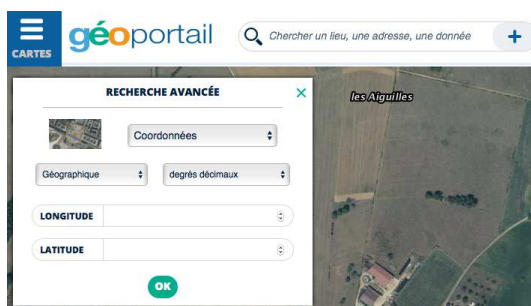 CARTES
géoportail
Chercher un lieu, une adresse, une donnée
+
RECHERCHE AVANCÉE
×
les Aiguilles
Coordonnées
Géographique
degrés décimaux
LONGITUDE
LATITUDE
OK